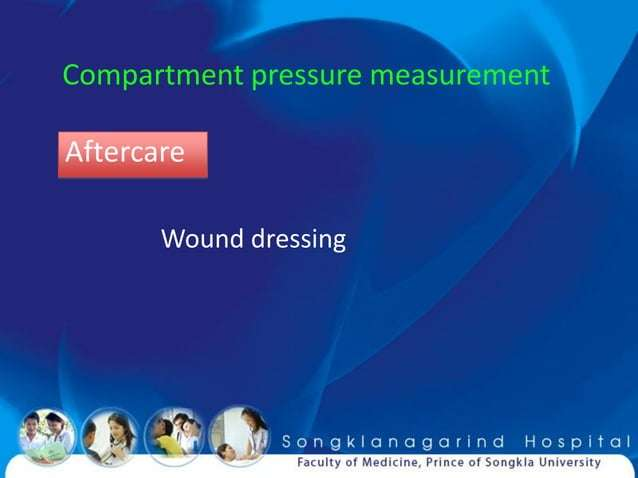 Compartment pressure measurement
Aftercare
Wound dressing
Songklanagarind Hospital
Faculty of Medicine, Prince of Songkla University